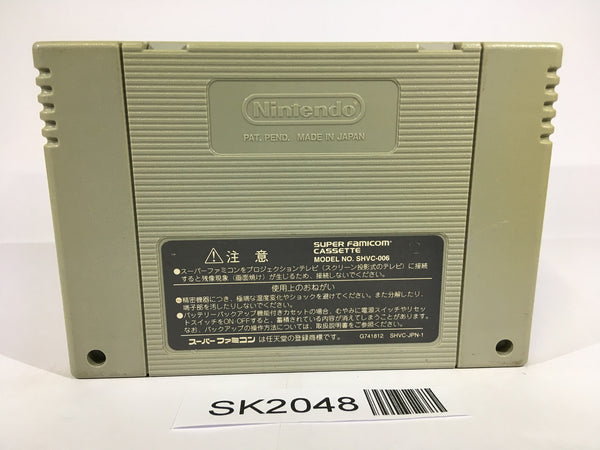 Nintendo
PAT. PEND. MADE IN JAPAN
注意
SUPER FAMICOM
CASSETTE
MODEL NO. SHVC-006
●スーパーファミコンをプロジェクションテレビ(スクリーン投影式のテレビ)に接続
すると残像現象(画面焼け)が生じるため、接続しないでください。
使用上のおねがい
●精密機器につき、極端な温度変化やショックを避けてください。また分解したり、
端子部を汚したりしないでください。
●バッテリーバックアップ機能付きカセットの場合、むやみに電源スイッチやリセッ
トスイッチをON・OFFすると、蓄積されている内容が消えてしまうことがあります。
なお、バックアップの操作方法については、取扱説明書をご参照ください。
スーパーファミコン は任天堂の登録商標です。
G741812 SHVC-JPN-1
SK2048